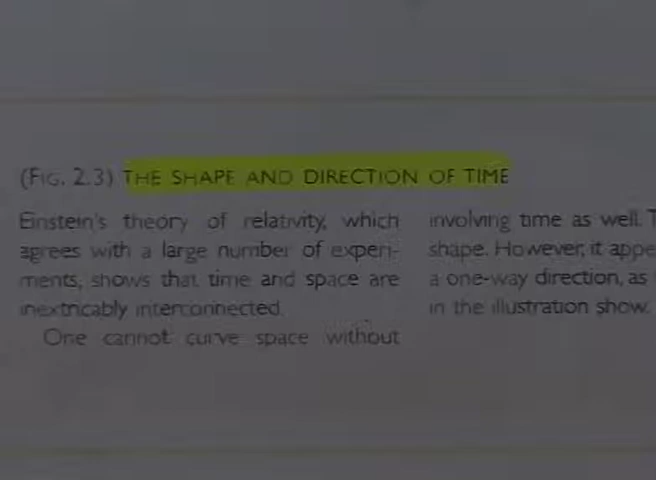 (FIG. 2.3) THE SHAPE AND DIRECTION OF TIME
Einstein's theory of relativity, which
agrees with a large number of experi-
ments, shows that time and space are
inextricably interconnected.
One cannot curve space without
involving time as well. T
shape. However, it appe
a one-way direction, as
in the illustration show.